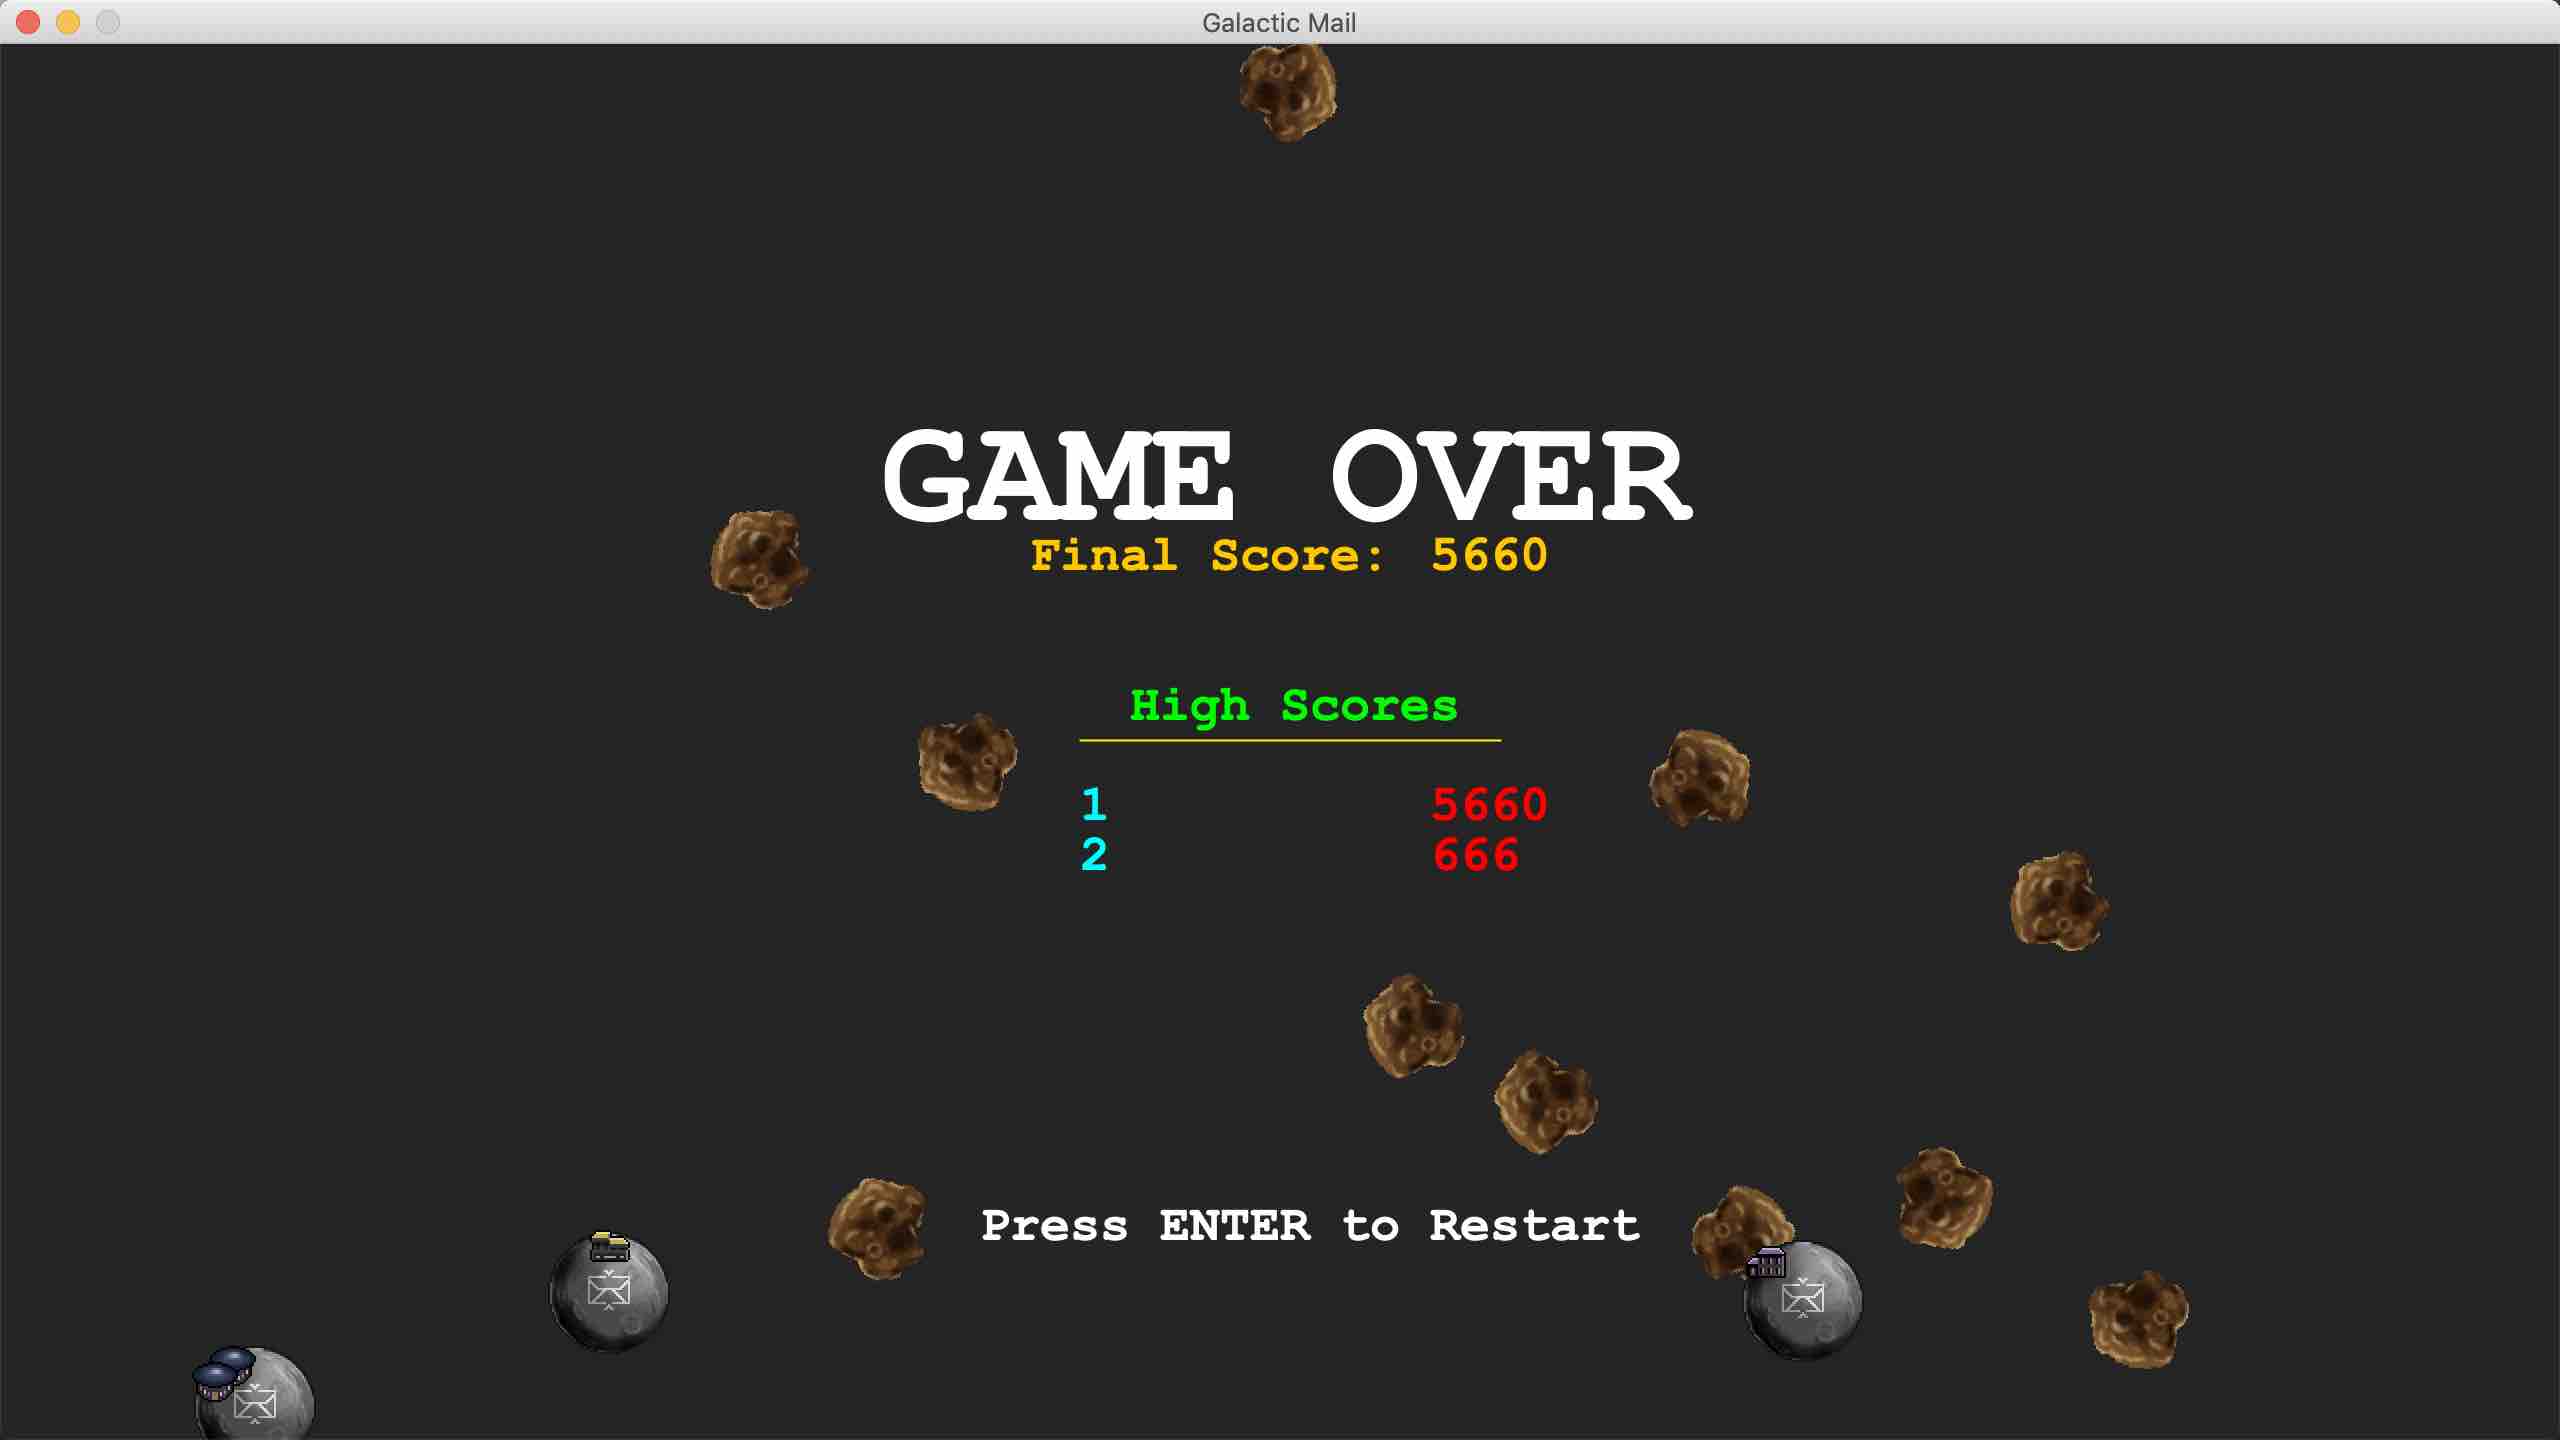 Galactic Mail
GAME OVER
Final Score: 5660
High Scores
1 5660
2 666
Press ENTER to Restart